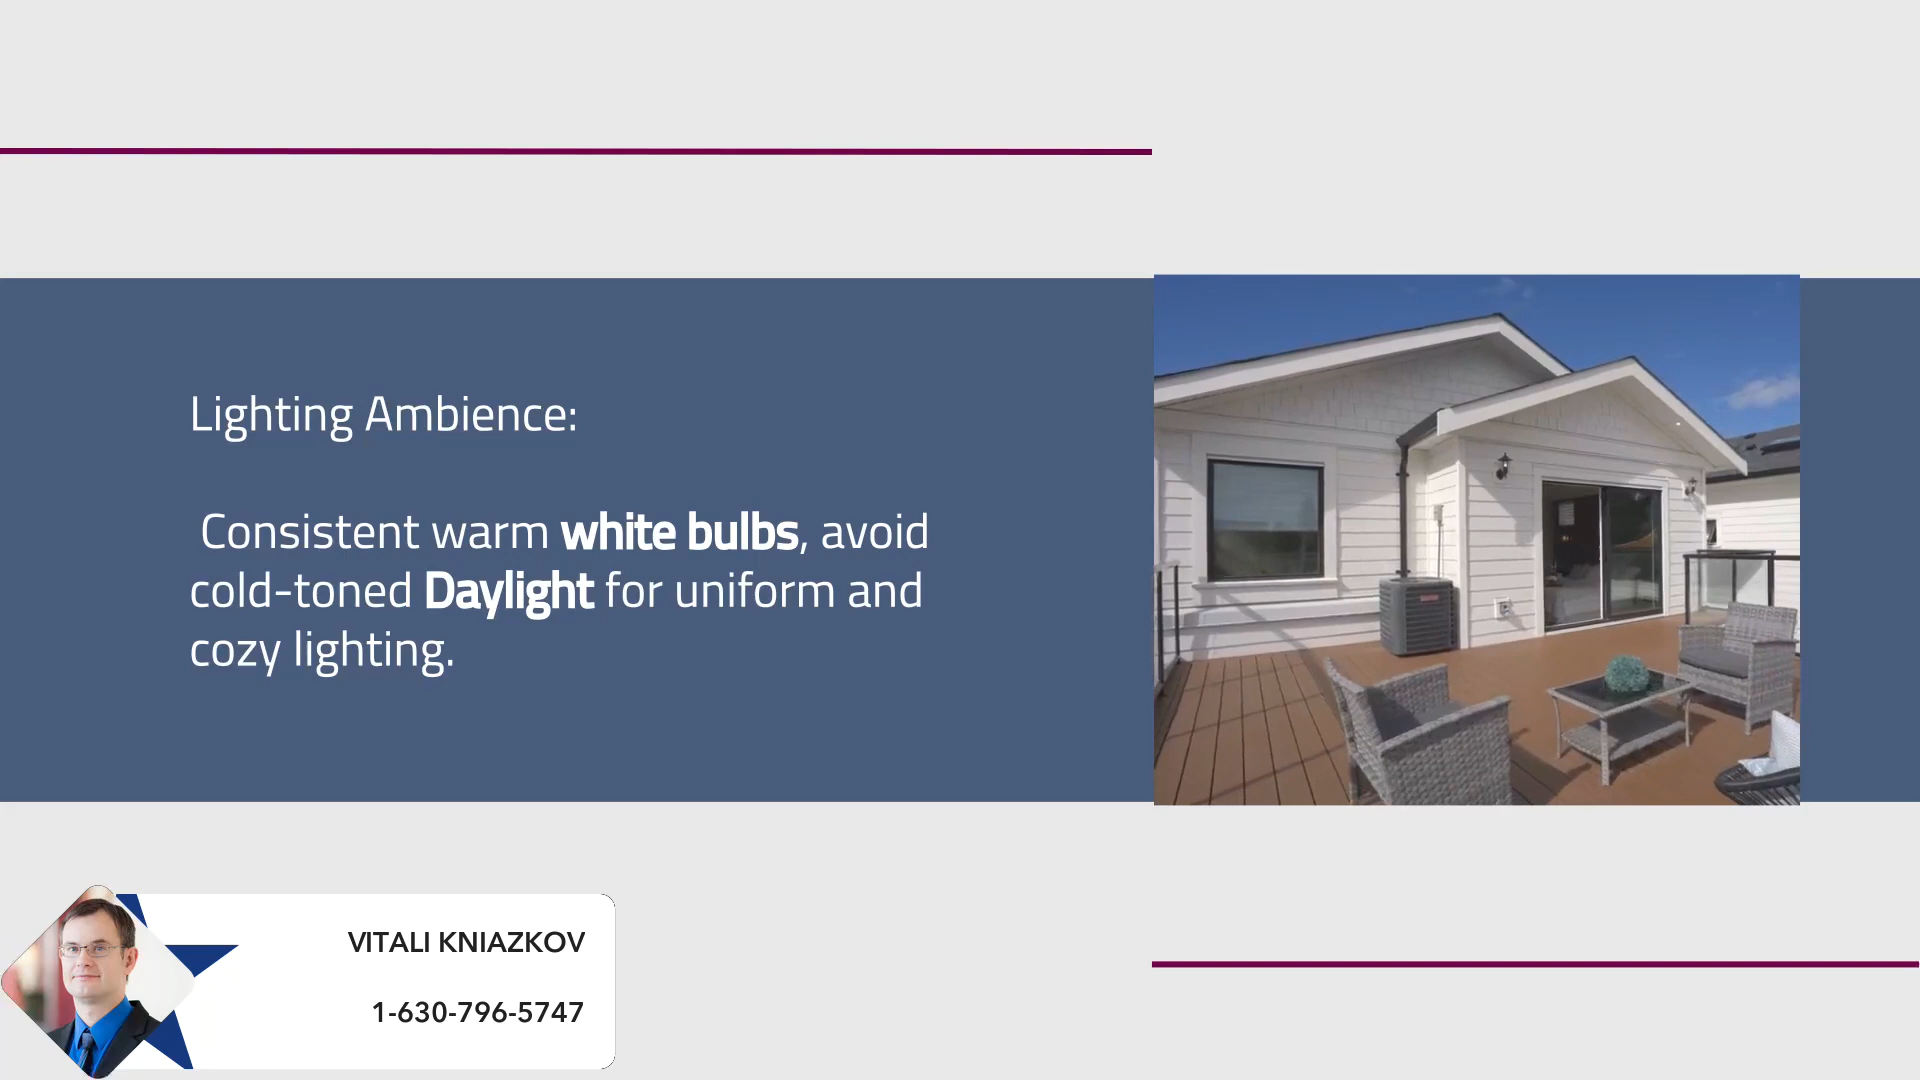 Lighting Ambience:
Consistent warm white bulbs, avoid
cold-toned Daylight for uniform and
cozy lighting.
VITALI KNIAZKOV
1-630-796-5747